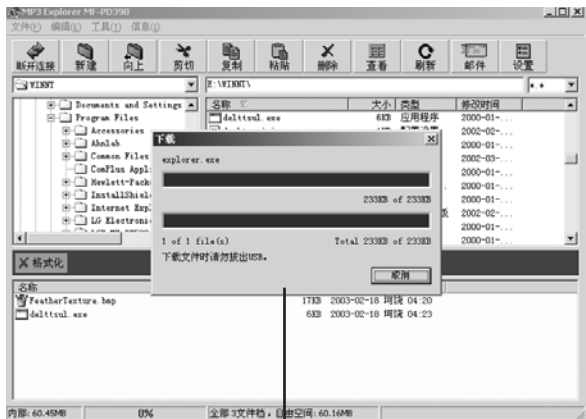 MP3 Explorer MF-PD390
文件(F) 编辑(E) 工具(T) 信息(I)
断开连接 新建 向上 剪切 复制 粘贴 删除 查看 刷新 邮件 设置
WINNT
E:\WINNT\
*.*
Documents and Settings
Program Files
Accessories
Ahnlab
Common Files
ComPlus Appl
Hewlett-Pack
InstallShiel
Internet Exp
LG Electroni
名称 大小 类型 修改时间
delttsul.exe 6KB 应用程序 2000-01-...
2002-02-...
2000-01-...
2002-03-...
2000-01-...
2000-01-...
2000-01-...
2002-02-...
2000-01-...
下载
explorer.exe
233KB of 233KB
1 of 1 file(s) Total 233KB of 233KB
下载文件时请勿拔出USB。
取消
格式化
名称
FeatherTexture.bmp 17KB 2003-02-18 04:20
delttsul.exe 6KB 2003-02-18 04:23
内部: 60.45MB 0% 全部 3文件档, 自由空间: 60.16MB